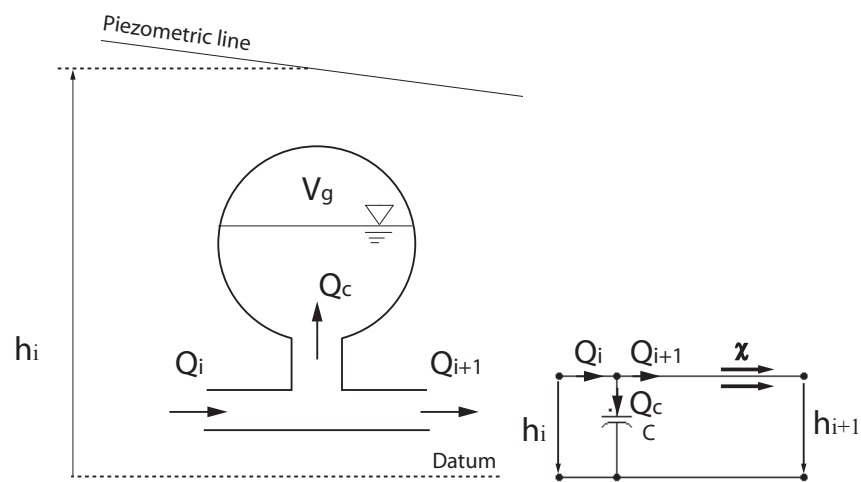 Piezometric line
Vg
Qc
hi
Qi
Qi+1
Datum
Qi
Qi+1
χ
Qc
C
hi
hi+1